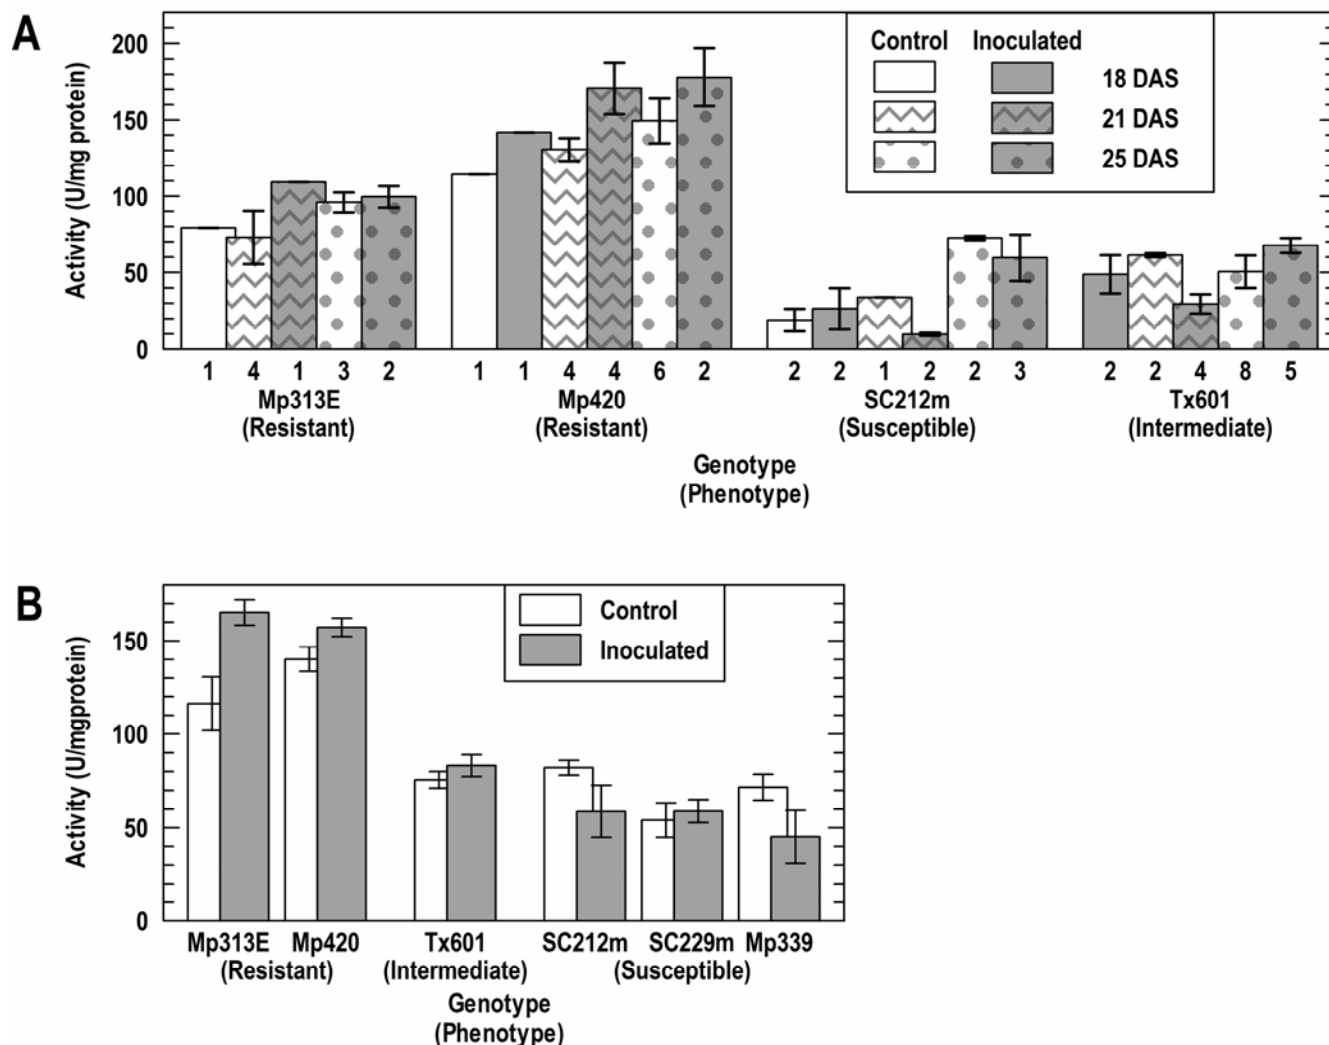 A
Activity (U/mg protein)
200
150
100
50
0
Control Inoculated
18 DAS
21 DAS
25 DAS
1 4 1 3 2 1 1 4 4 6 2 2 2 1 2 2 3 2 2 4 8 5
Mp313E Mp420 SC212m Tx601
(Resistant) (Resistant) (Susceptible) (Intermediate)
Genotype
(Phenotype)
B
Activity (U/mgprotein)
150
100
50
0
Control
Inoculated
Mp313E Mp420 Tx601 SC212m SC229m Mp339
(Resistant) (Intermediate) (Susceptible)
Genotype
(Phenotype)